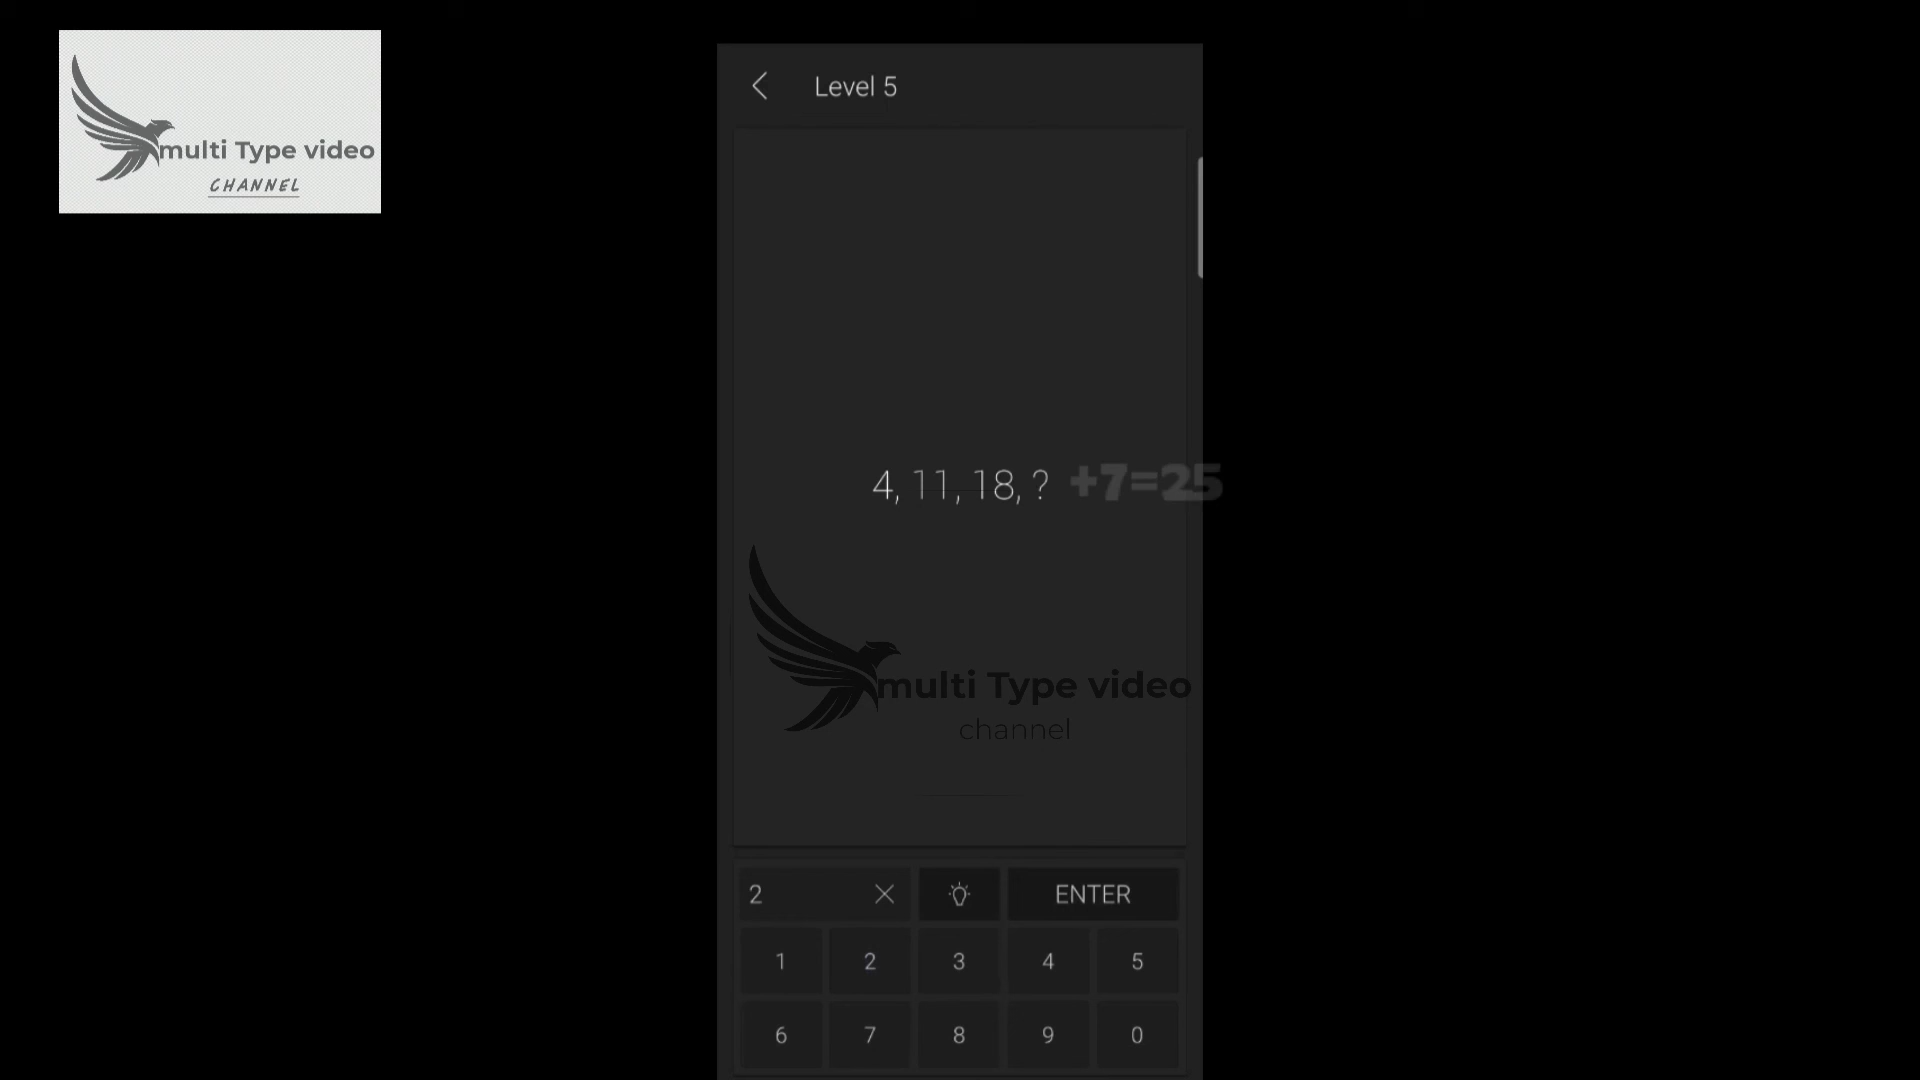 multi Type video
CHANNEL
Level 5
4, 11, 18, ? +7=25
multi Type video
channel
2
ENTER
1 2 3 4 5
6 7 8 9 0